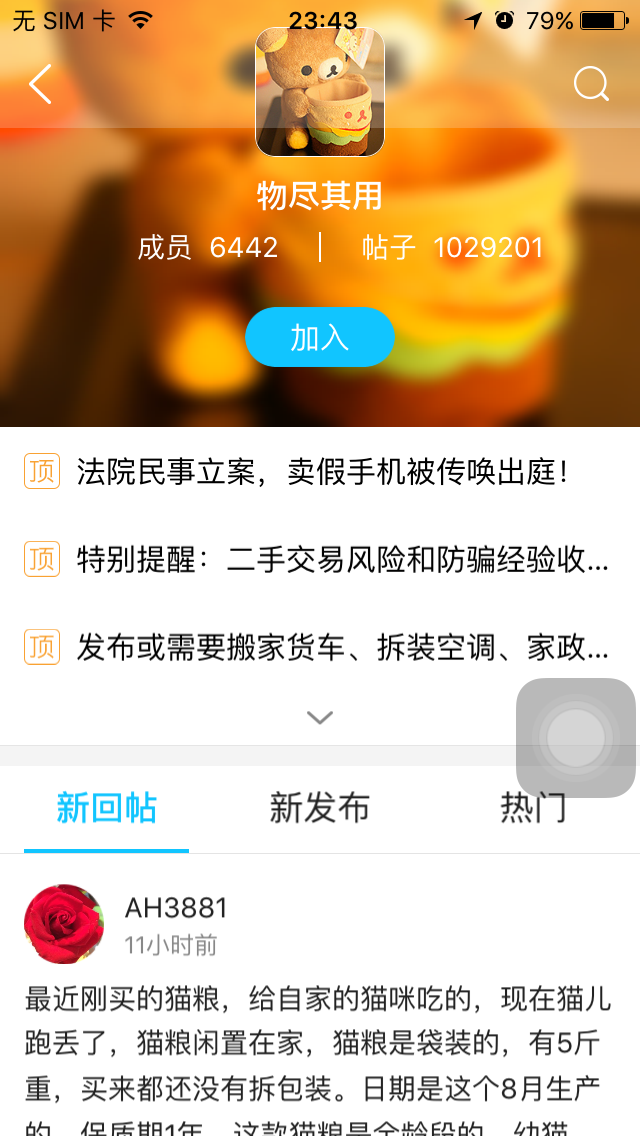 无 SIM 卡 23:43 79%
物尽其用
成员 6442 | 帖子 1029201
加入
顶 法院民事立案，卖假手机被传唤出庭！
顶 特别提醒：二手交易风险和防骗经验收...
顶 发布或需要搬家货车、拆装空调、家政...
新回帖 新发布 热门
AH3881
11小时前
最近刚买的猫粮，给自家的猫咪吃的，现在猫儿
跑丢了，猫粮闲置在家，猫粮是袋装的，有5斤
重，买来都还没有拆包装。日期是这个8月生产
的，保质期1年，这款猫粮是全龄段的，幼猫